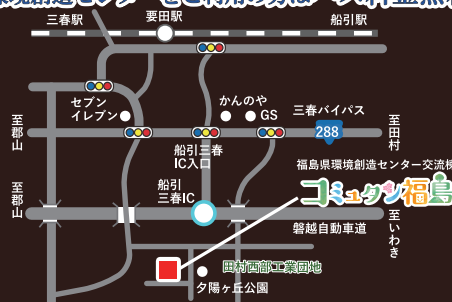 三春駅
要田駅
船引駅
セブン
イレブン
かんのや
GS
三春バイパス
288
至郡山
至田村
船引三春
IC入口
福島県環境創造センター交流棟
コミュタン福島
船引
三春IC
至郡山
磐越自動車道
至いわき
田村西部工業団地
夕陽ヶ丘公園